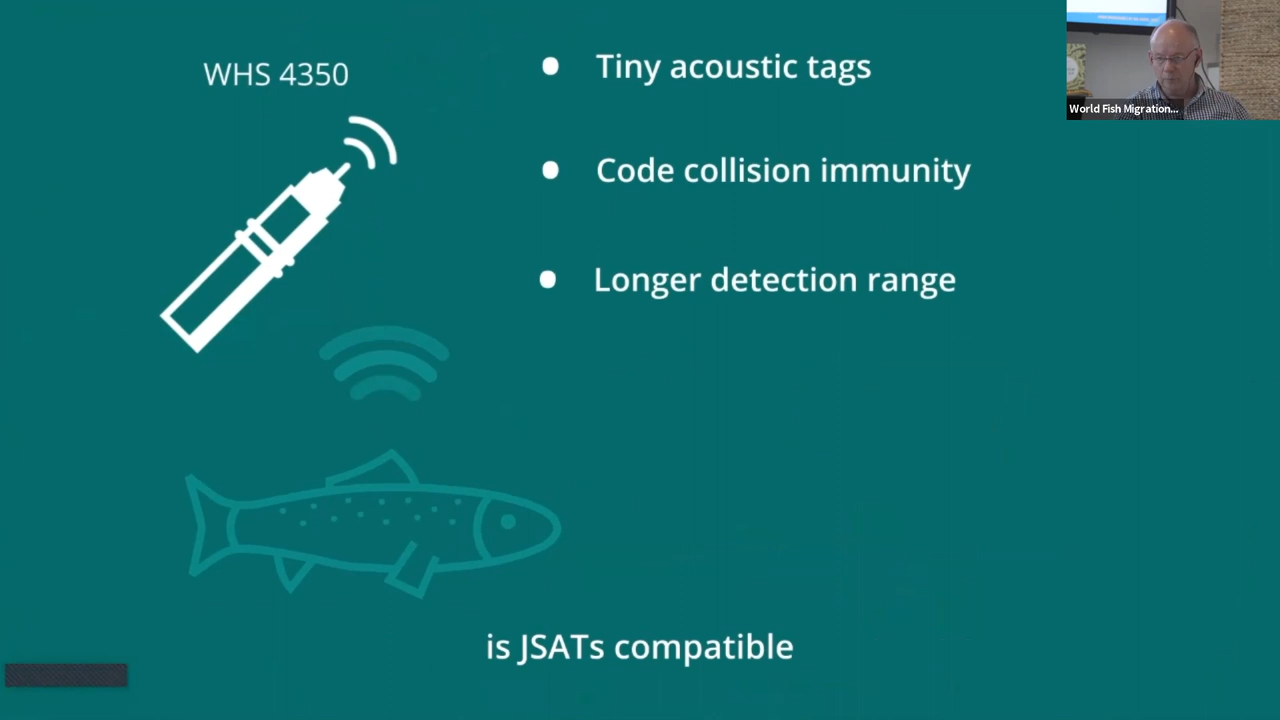 WHS 4350
Tiny acoustic tags
Code collision immunity
Longer detection range
is JSATs compatible
World Fish Migration...